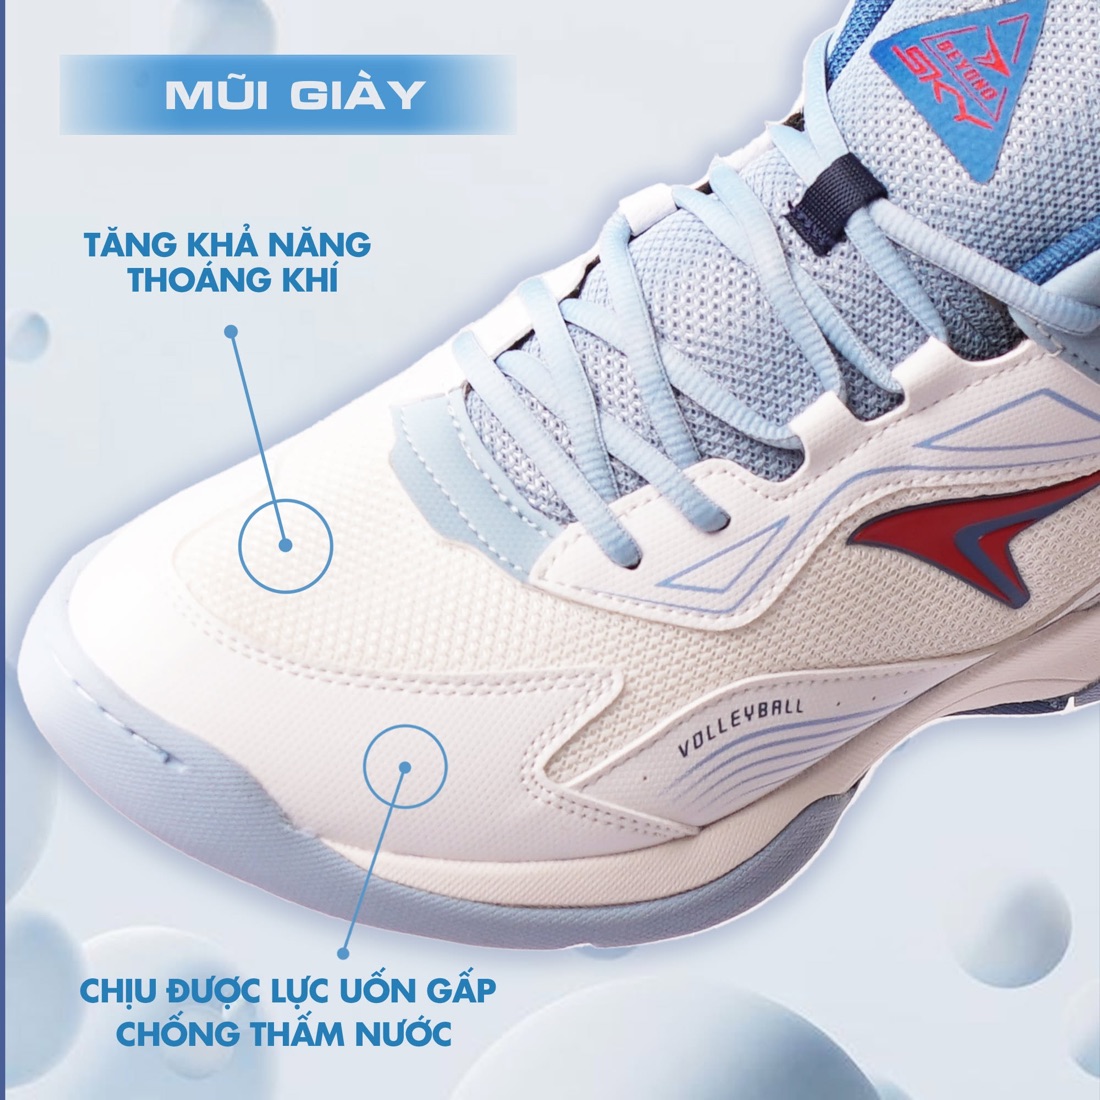 MŨI GIÀY
BEYOND
SKY
TĂNG KHẢ NĂNG
THOÁNG KHÍ
VOLLEYBALL
CHỊU ĐƯỢC LỰC UỐN GẤP
CHỐNG THẤM NƯỚC